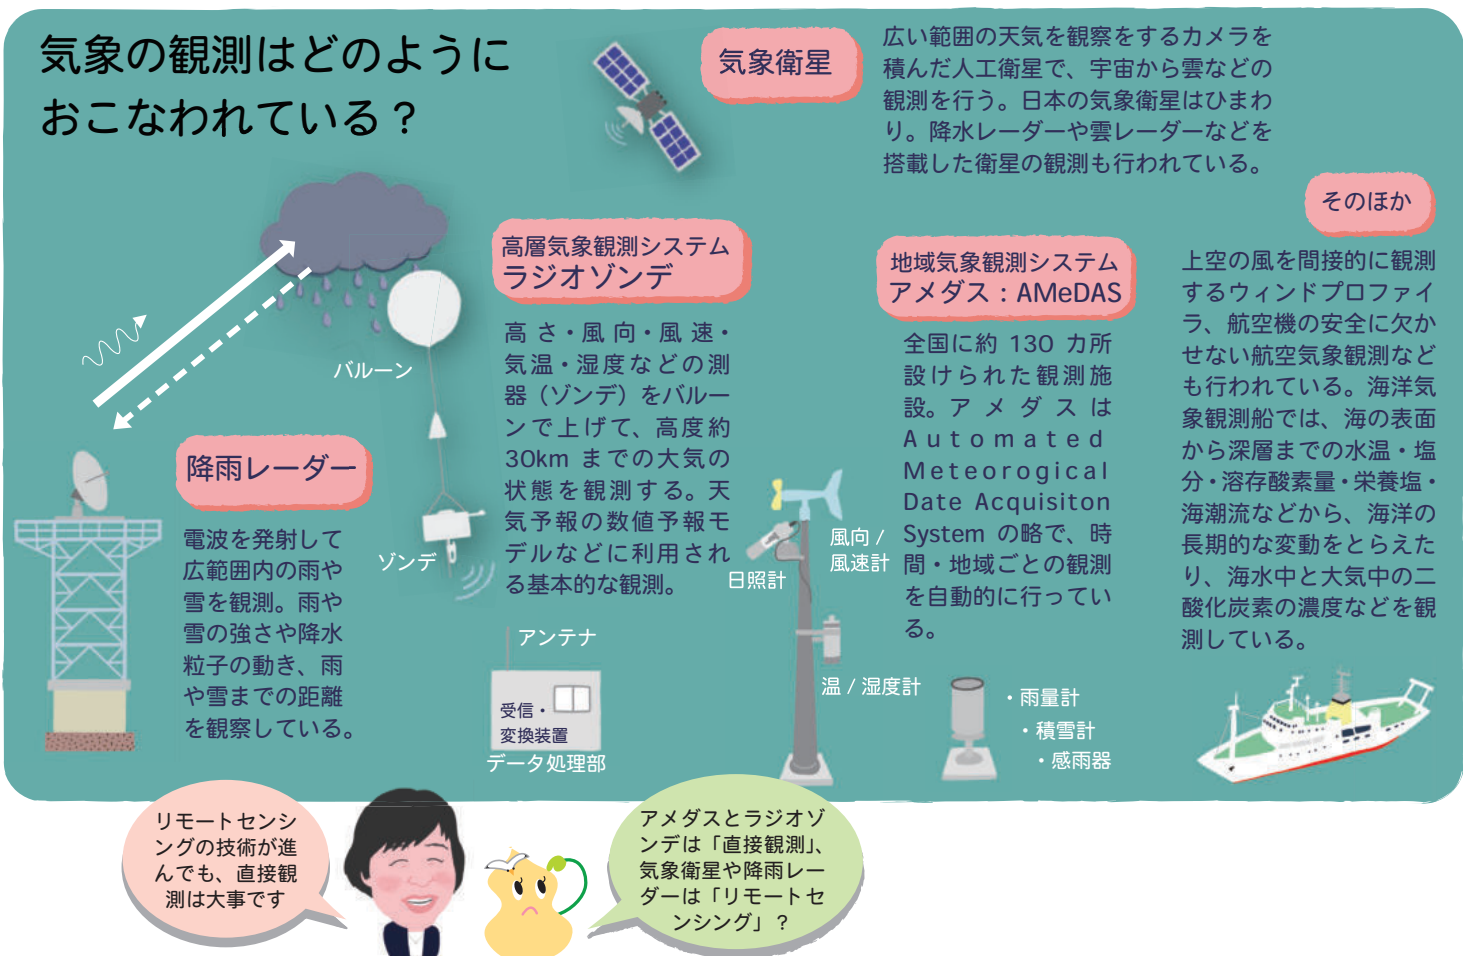 気象の観測はどのように
おこなわれている？
気象衛星
広い範囲の天気を観察をするカメラを
積んだ人工衛星で、宇宙から雲などの
観測を行う。日本の気象衛星はひまわ
り。降水レーダーや雲レーダーなどを
搭載した衛星の観測も行われている。
降雨レーダー
電波を発射して
広範囲内の雨や
雪を観測。雨や
雪の強さや降水
粒子の動き、雨
や雪までの距離
を観察している。
バルーン
ゾンデ
高層気象観測システム
ラジオゾンデ
高さ・風向・風速・
気温・湿度などの測
器（ゾンデ）をバルー
ンで上げて、高度約
30km までの大気の
状態を観測する。天
気予報の数値予報モ
デルなどに利用され
る基本的な観測。
アンテナ
受信・
変換装置
データ処理部
地域気象観測システム
アメダス：AMeDAS
全国に約 130 カ所
設けられた観測施
設。アメダスは
Automated
Meteorogical
Date Acquisiton
System の略で、時
間・地域ごとの観測
を自動的に行ってい
る。
日照計
風向 /
風速計
温 / 湿度計
・雨量計
・積雪計
・感雨器
そのほか
上空の風を間接的に観測
するウィンドプロファイ
ラ、航空機の安全に欠か
せない航空気象観測など
も行われている。海洋気
象観測船では、海の表面
から深層までの水温・塩
分・溶存酸素量・栄養塩・
海潮流などから、海洋の
長期的な変動をとらえた
り、海水中と大気中の二
酸化炭素の濃度などを観
測している。
リモートセンシ
ングの技術が進
んでも、直接観
測は大事です
アメダスとラジオゾ
ンデは「直接観測」、
気象衛星や降雨レー
ダーは「リモートセ
ンシング」？